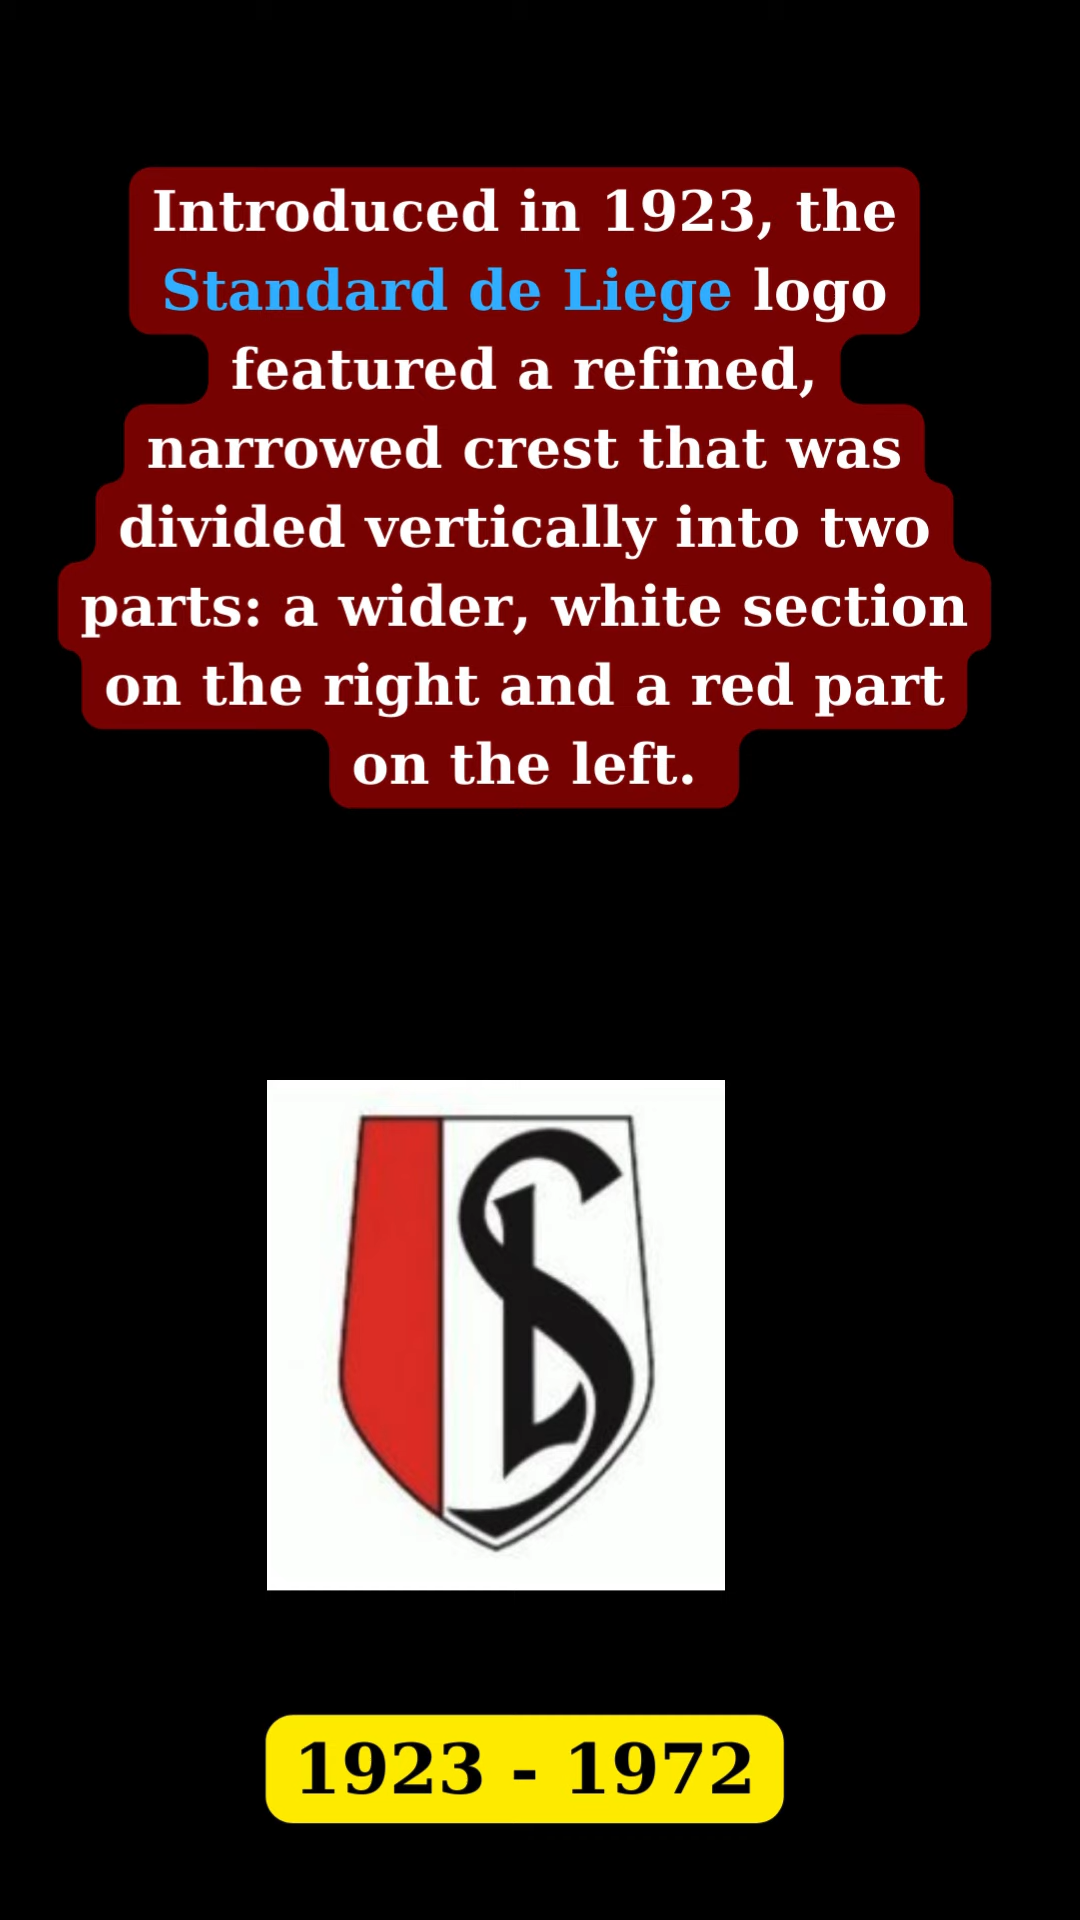 Introduced in 1923, the
Standard de Liege logo
featured a refined,
narrowed crest that was
divided vertically into two
parts: a wider, white section
on the right and a red part
on the left.
SL
1923 - 1972